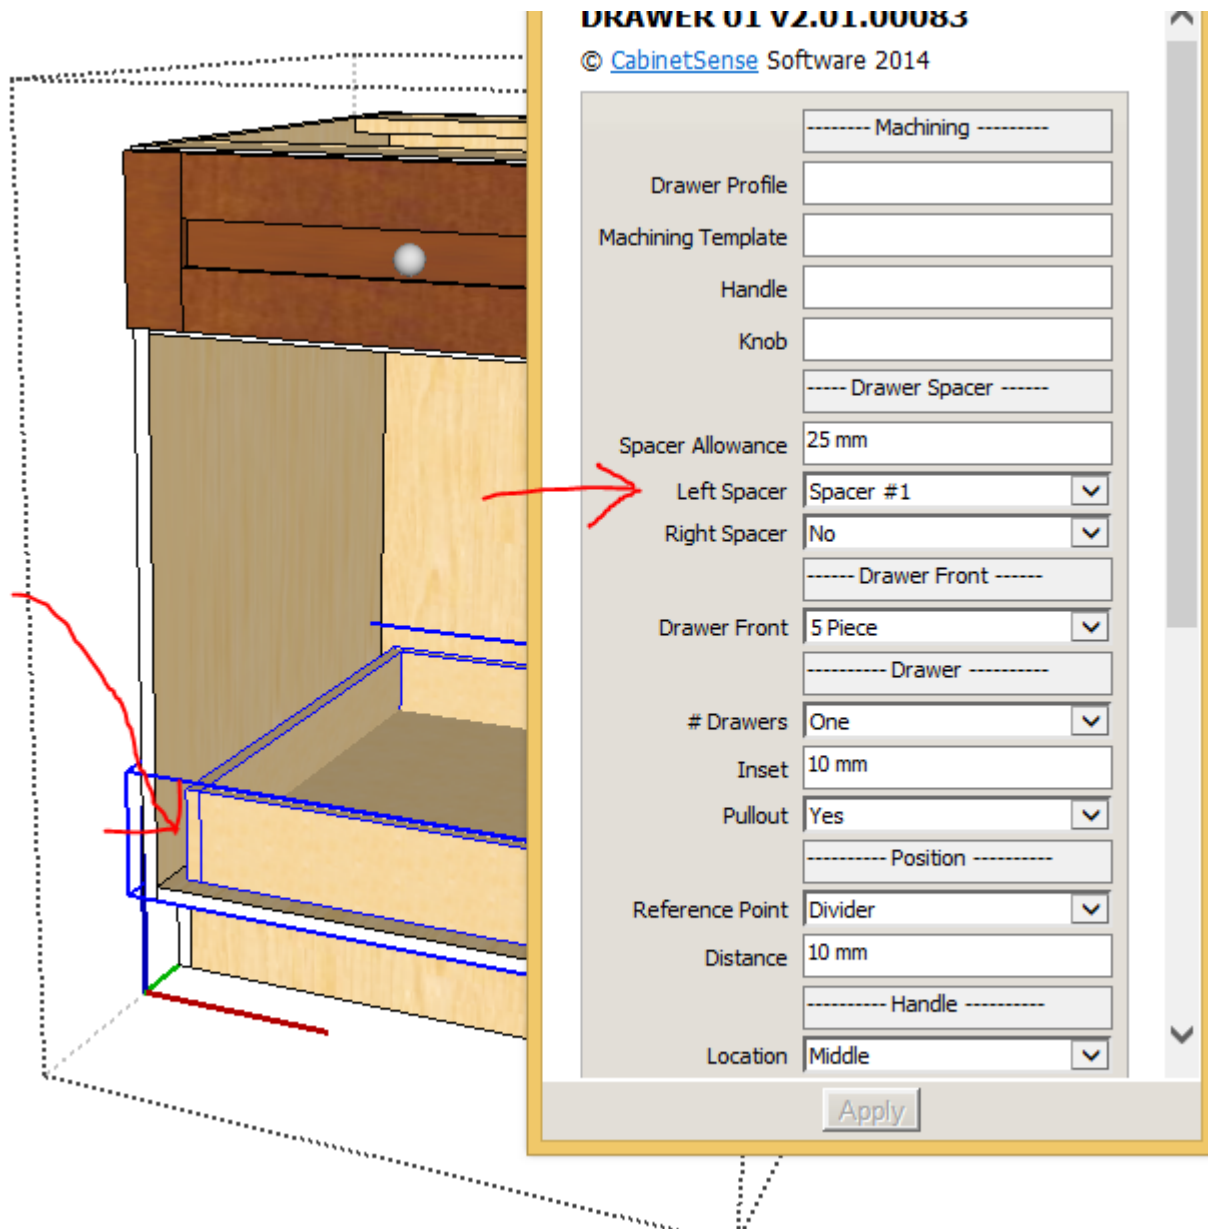 DRAWER 01 V2.01.00083
© CabinetSense Software 2014
-------- Machining ---------
Drawer Profile
Machining Template
Handle
Knob
----- Drawer Spacer ------
Spacer Allowance 25 mm
Left Spacer Spacer #1
Right Spacer No
------ Drawer Front ------
Drawer Front 5 Piece
---------- Drawer ----------
# Drawers One
Inset 10 mm
Pullout Yes
---------- Position ----------
Reference Point Divider
Distance 10 mm
---------- Handle ----------
Location Middle
Apply